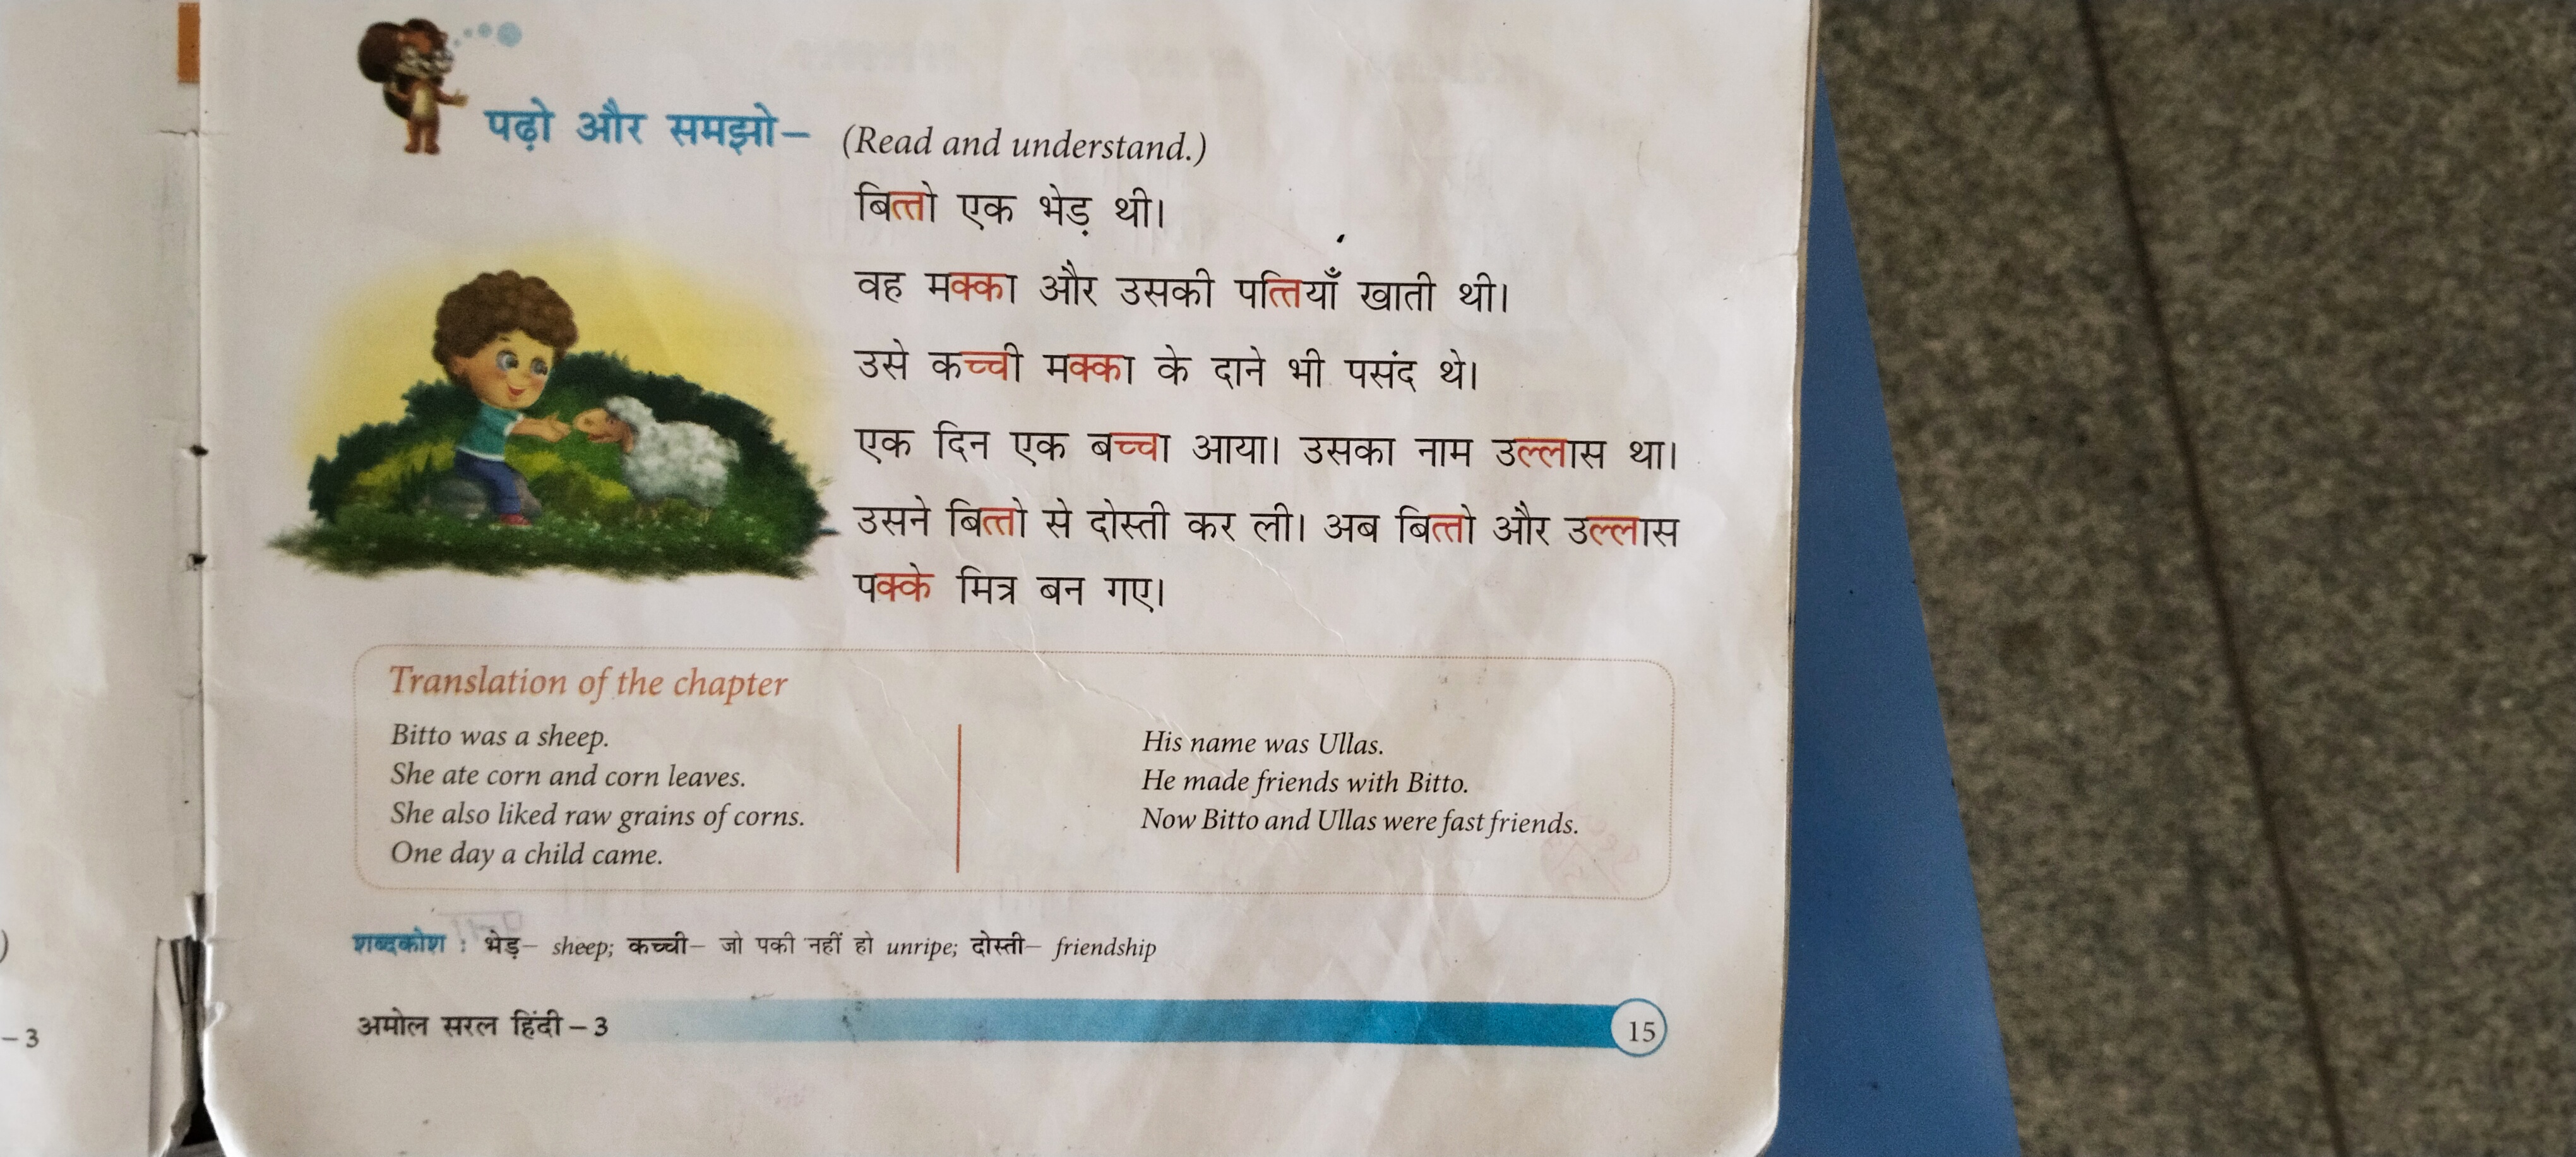 पढ़ो और समझो– (Read and understand.)
बित्तो एक भेड़ थी।
वह मक्का और उसकी पत्तियाँ खाती थी।
उसे कच्ची मक्का के दाने भी पसंद थे।
एक दिन एक बच्चा आया। उसका नाम उल्लास था।
उसने बित्तो से दोस्ती कर ली। अब बित्तो और उल्लास
पक्के मित्र बन गए।
Translation of the chapter
Bitto was a sheep.
She ate corn and corn leaves.
She also liked raw grains of corns.
One day a child came.
His name was Ullas.
He made friends with Bitto.
Now Bitto and Ullas were fast friends.
शब्दकोश : भेड़– sheep; कच्ची– जो पकी नहीं हो unripe; दोस्ती– friendship
अमोल सरल हिंदी – 3
15
)
– 3